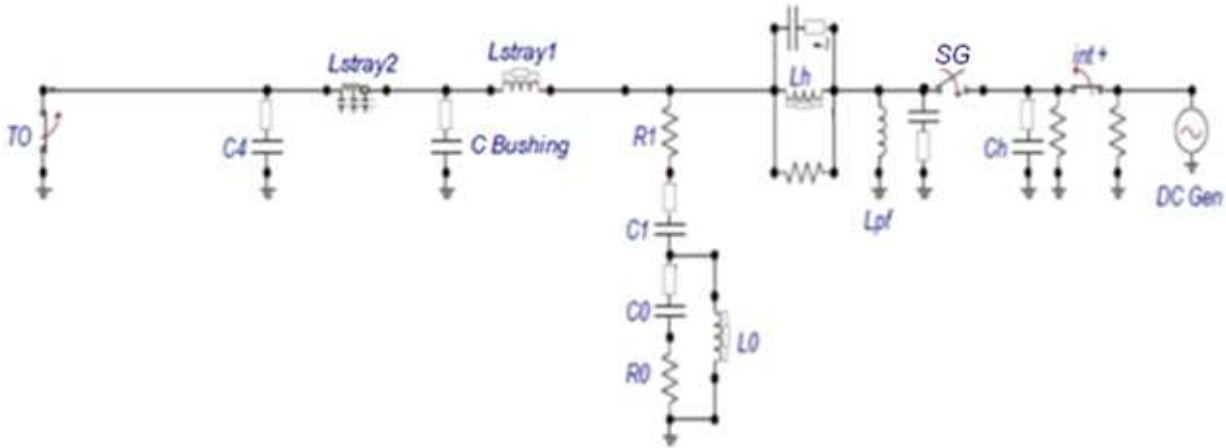 Lstray1
SG
int+
Lstray2
Lh
TO
C4
C Bushing
R1
Ch
DC Gen
Lpf
C1
C0
L0
R0